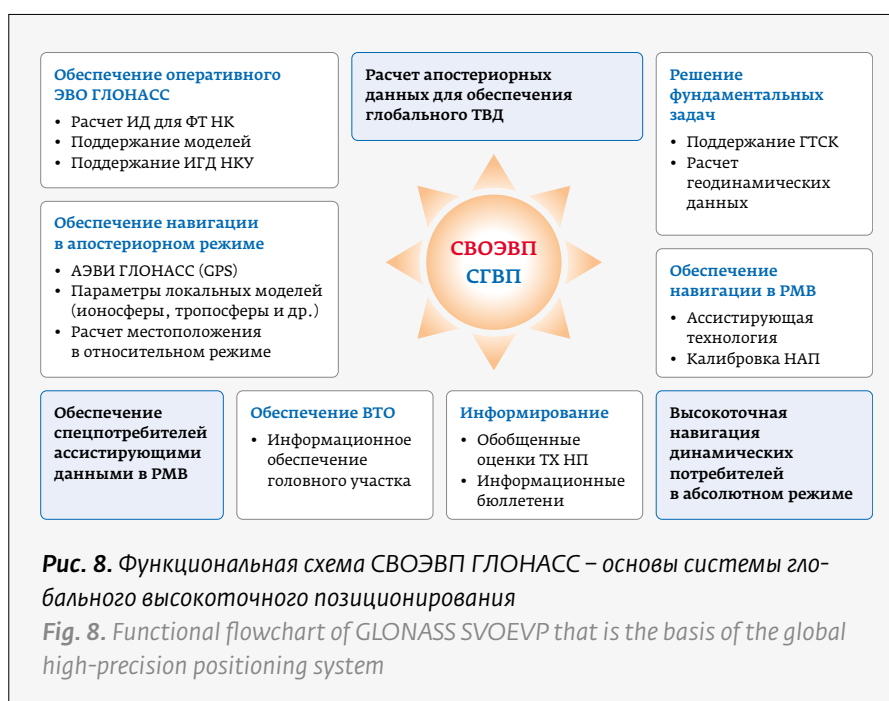 Обеспечение оперативного
ЭВО ГЛОНАСС
• Расчет ИД для ФТ НК
• Поддержание моделей
• Поддержание ИГД НКУ
Расчет апостериорных
данных для обеспечения
глобального ТВД
Решение
фундаментальных
задач
• Поддержание ГТСК
• Расчет
геодинамических
данных
Обеспечение навигации
в апостериорном режиме
• АЭВИ ГЛОНАСС (GPS)
• Параметры локальных моделей
(ионосферы, тропосферы и др.)
• Расчет местоположения
в относительном режиме
СВОЭВП
СГВП
Обеспечение
навигации в РМВ
• Ассистирующая
технология
• Калибровка НАП
Обеспечение
спецпотребителей
ассистирующими
данными в РМВ
Обеспечение ВТО
• Информационное
обеспечение
головного участка
Информирование
• Обобщенные
оценки ТХ НП
• Информационные
бюллетени
Высокоточная
навигация
динамических
потребителей
в абсолютном режиме
Рис. 8. Функциональная схема СВОЭВП ГЛОНАСС – основы системы гло-
бального высокоточного позиционирования
Fig. 8. Functional flowchart of GLONASS SVOEVP that is the basis of the global
high-precision positioning system